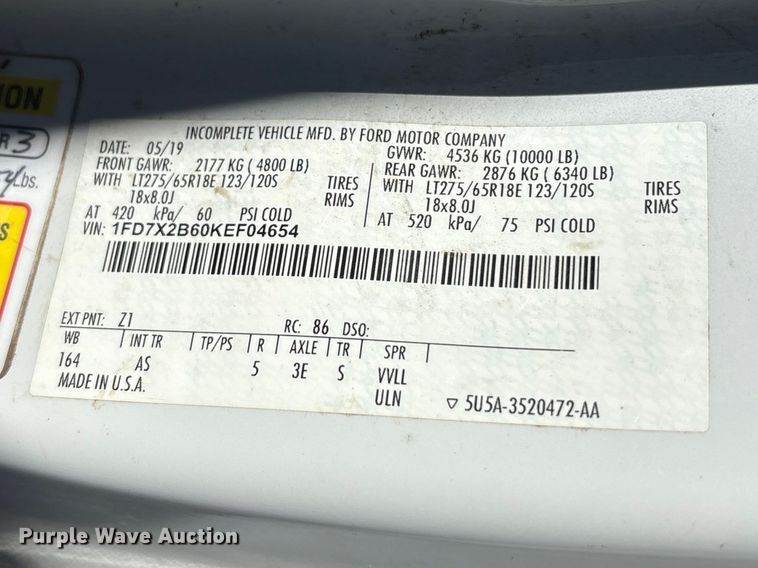 ION
R3
Lbs.
INCOMPLETE VEHICLE MFD. BY FORD MOTOR COMPANY
DATE: 05/19 GVWR: 4536 KG (10000 LB)
FRONT GAWR: 2177 KG ( 4800 LB) REAR GAWR: 2876 KG ( 6340 LB)
WITH LT275/65R18E 123/120S TIRES WITH LT275/65R18E 123/120S TIRES
18x8.0J RIMS 18x8.0J RIMS
AT 420 kPa/ 60 PSI COLD AT 520 kPa/ 75 PSI COLD
VIN: 1FD7X2B60KEF04654
EXT PNT: Z1 RC: 86 DSO:
WB INT TR TP/PS R AXLE TR SPR
164 AS 5 3E S VVLL
MADE IN U.S.A. ULN ▽ 5U5A-3520472-AA
Purple Wave Auction